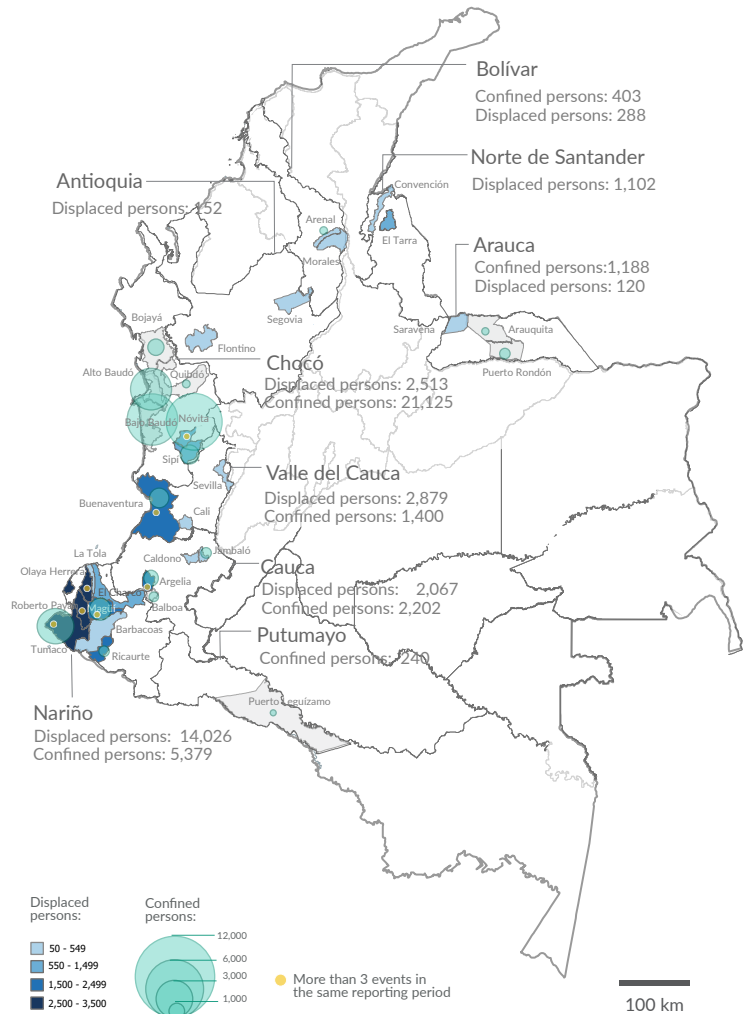 Bolívar
Confined persons: 403
Displaced persons: 288
Norte de Santander
Displaced persons: 1,102
Convención
El Tarra
Antioquia
Displaced persons: 152
Arenal
Morales
Arauca
Confined persons:1,188
Displaced persons: 120
Segovia
Saravena
Arauquita
Puerto Rondón
Bojayá
Flontino
Alto Baudó
Quibdó
Chocó
Displaced persons: 2,513
Confined persons: 21,125
Bajo Baudó
Nóvita
Sipí
Sevilla
Valle del Cauca
Displaced persons: 2,879
Confined persons: 1,400
Buenaventura
Cali
La Tola
Caldono
Jambaló
Olaya Herrera
Argelia
Cauca
Displaced persons: 2,067
Confined persons: 2,202
El Charco
Roberto Payán
Magüí
Balboa
Barbacoas
Tumaco
Ricaurte
Putumayo
Confined persons: 240
Puerto Leguízamo
Nariño
Displaced persons: 14,026
Confined persons: 5,379
Displaced
persons:
50 - 549
550 - 1,499
1,500 - 2,499
2,500 - 3,500
Confined
persons:
12,000
6,000
3,000
1,000
More than 3 events in
the same reporting period
100 km